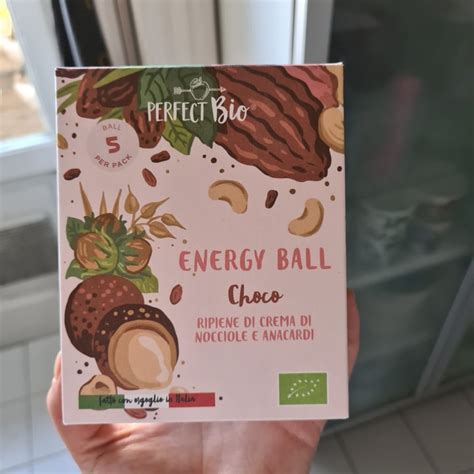 PERFECT Bio®
BALL
5
PER PACK
ENERGY BALL
Choco
RIPIENE DI CREMA DI
NOCCIOLE E ANACARDI
fatto con orgoglio in Italia